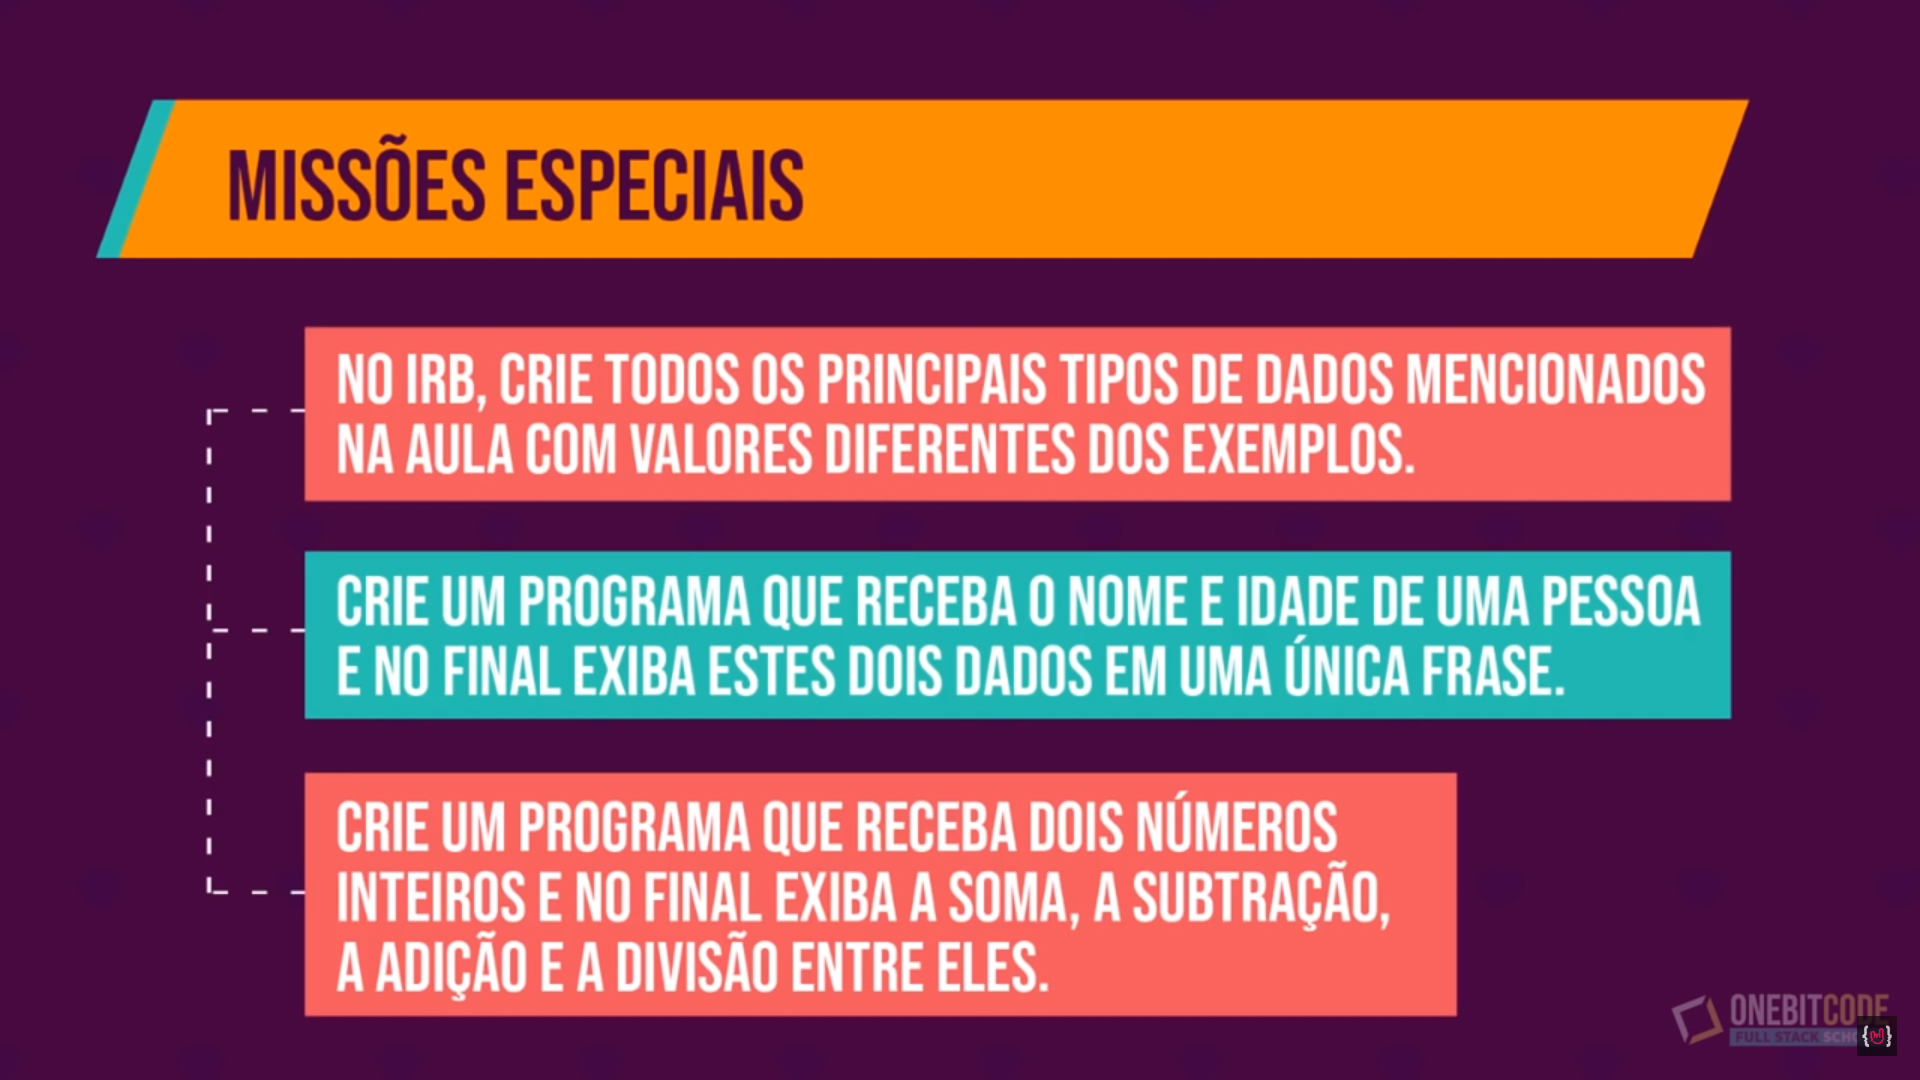 MISSÕES ESPECIAIS
NO IRB, CRIE TODOS OS PRINCIPAIS TIPOS DE DADOS MENCIONADOS
NA AULA COM VALORES DIFERENTES DOS EXEMPLOS.
CRIE UM PROGRAMA QUE RECEBA O NOME E IDADE DE UMA PESSOA
E NO FINAL EXIBA ESTES DOIS DADOS EM UMA ÚNICA FRASE.
CRIE UM PROGRAMA QUE RECEBA DOIS NÚMEROS
INTEIROS E NO FINAL EXIBA A SOMA, A SUBTRAÇÃO,
A ADIÇÃO E A DIVISÃO ENTRE ELES.
ONEBITCODE
FULL STACK